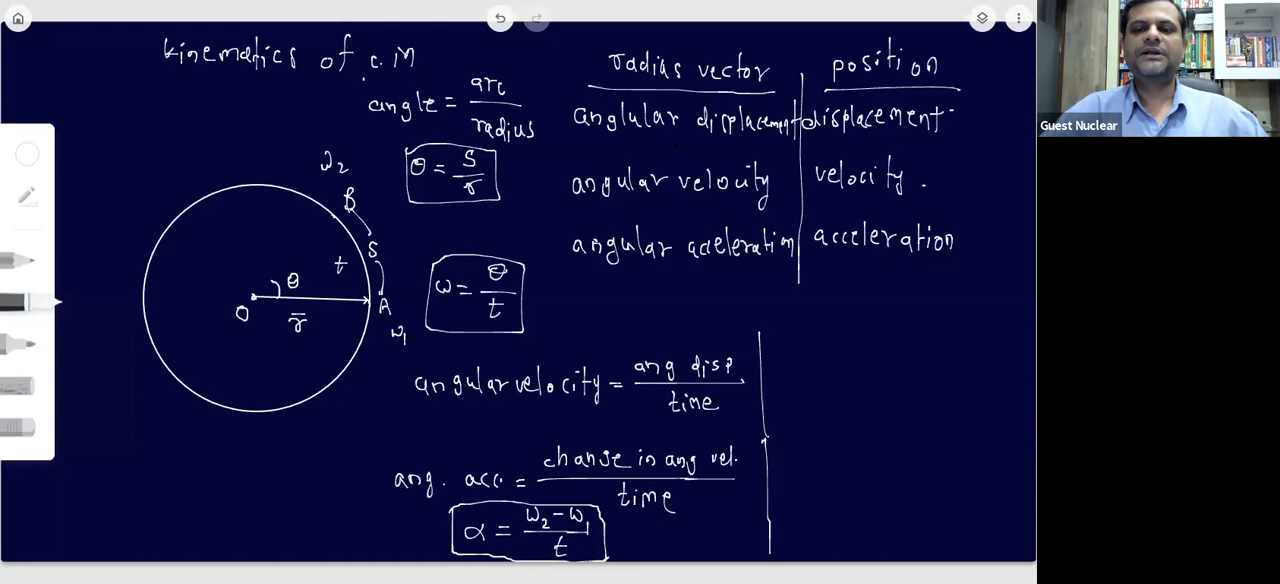 kinematics of c.M
angle = arc / radius
θ = S / r
radius vector | position
anglular displacement | displacement
angular velocity | velocity.
angular acceleration | acceleration
ω2
B
S
t
θ
O
r̄
A
ω1
ω = θ / t
angular velocity = ang disp / time
ang. acc. = change in ang vel. / time
α = ω2 - ω1 / t
Guest Nuclear